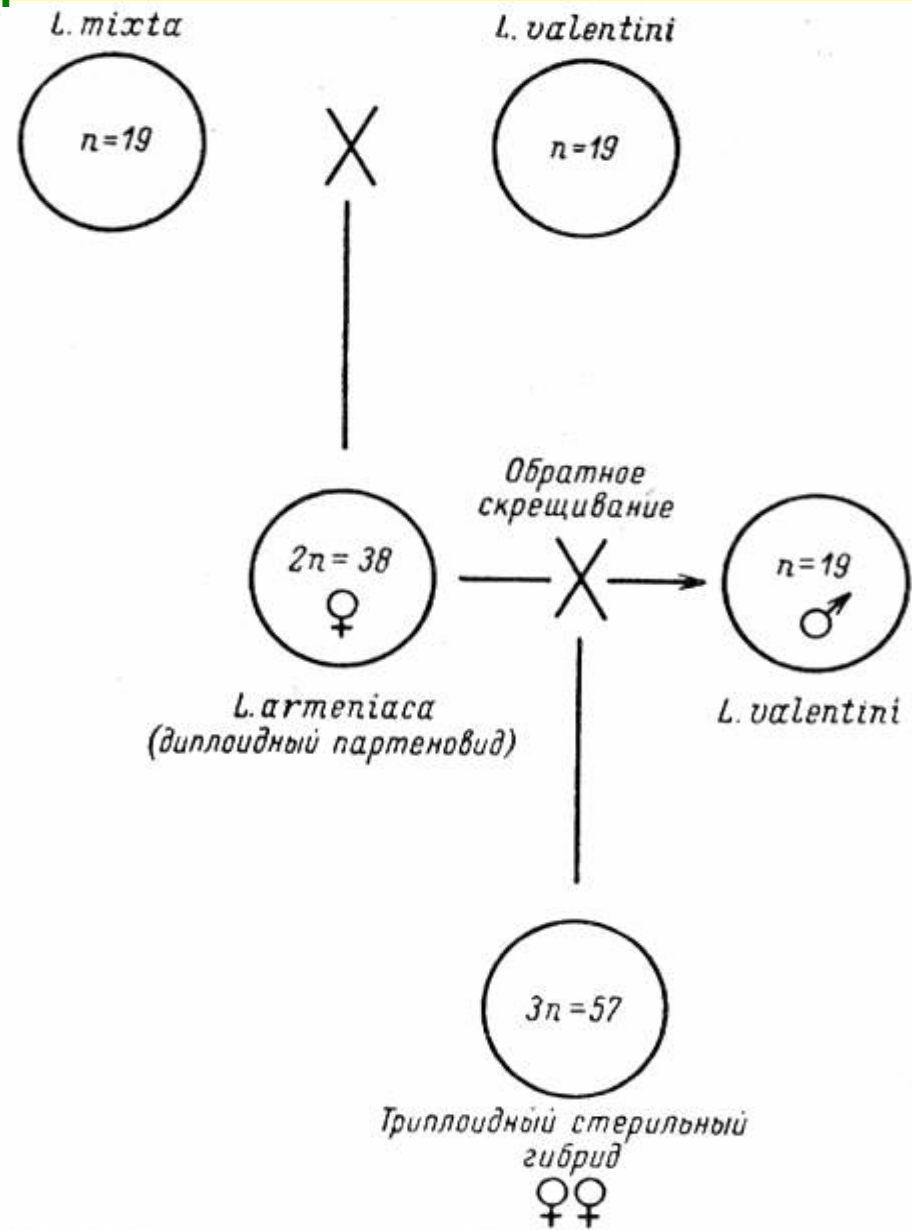 L. mixta
L. valentini
n=19
n=19
Обратное
скрещивание
2n=38
♀
n=19
♂
L. armeniaca
(диплоидный партеновид)
L. valentini
3n=57
Триплоидный стерильный
гибрид
♀♀